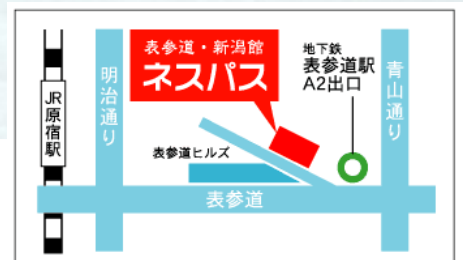 表参道・新潟館
ネスパス
地下鉄
表参道駅
A2出口
JR
原宿駅
明治通り
青山通り
表参道ヒルズ
表参道